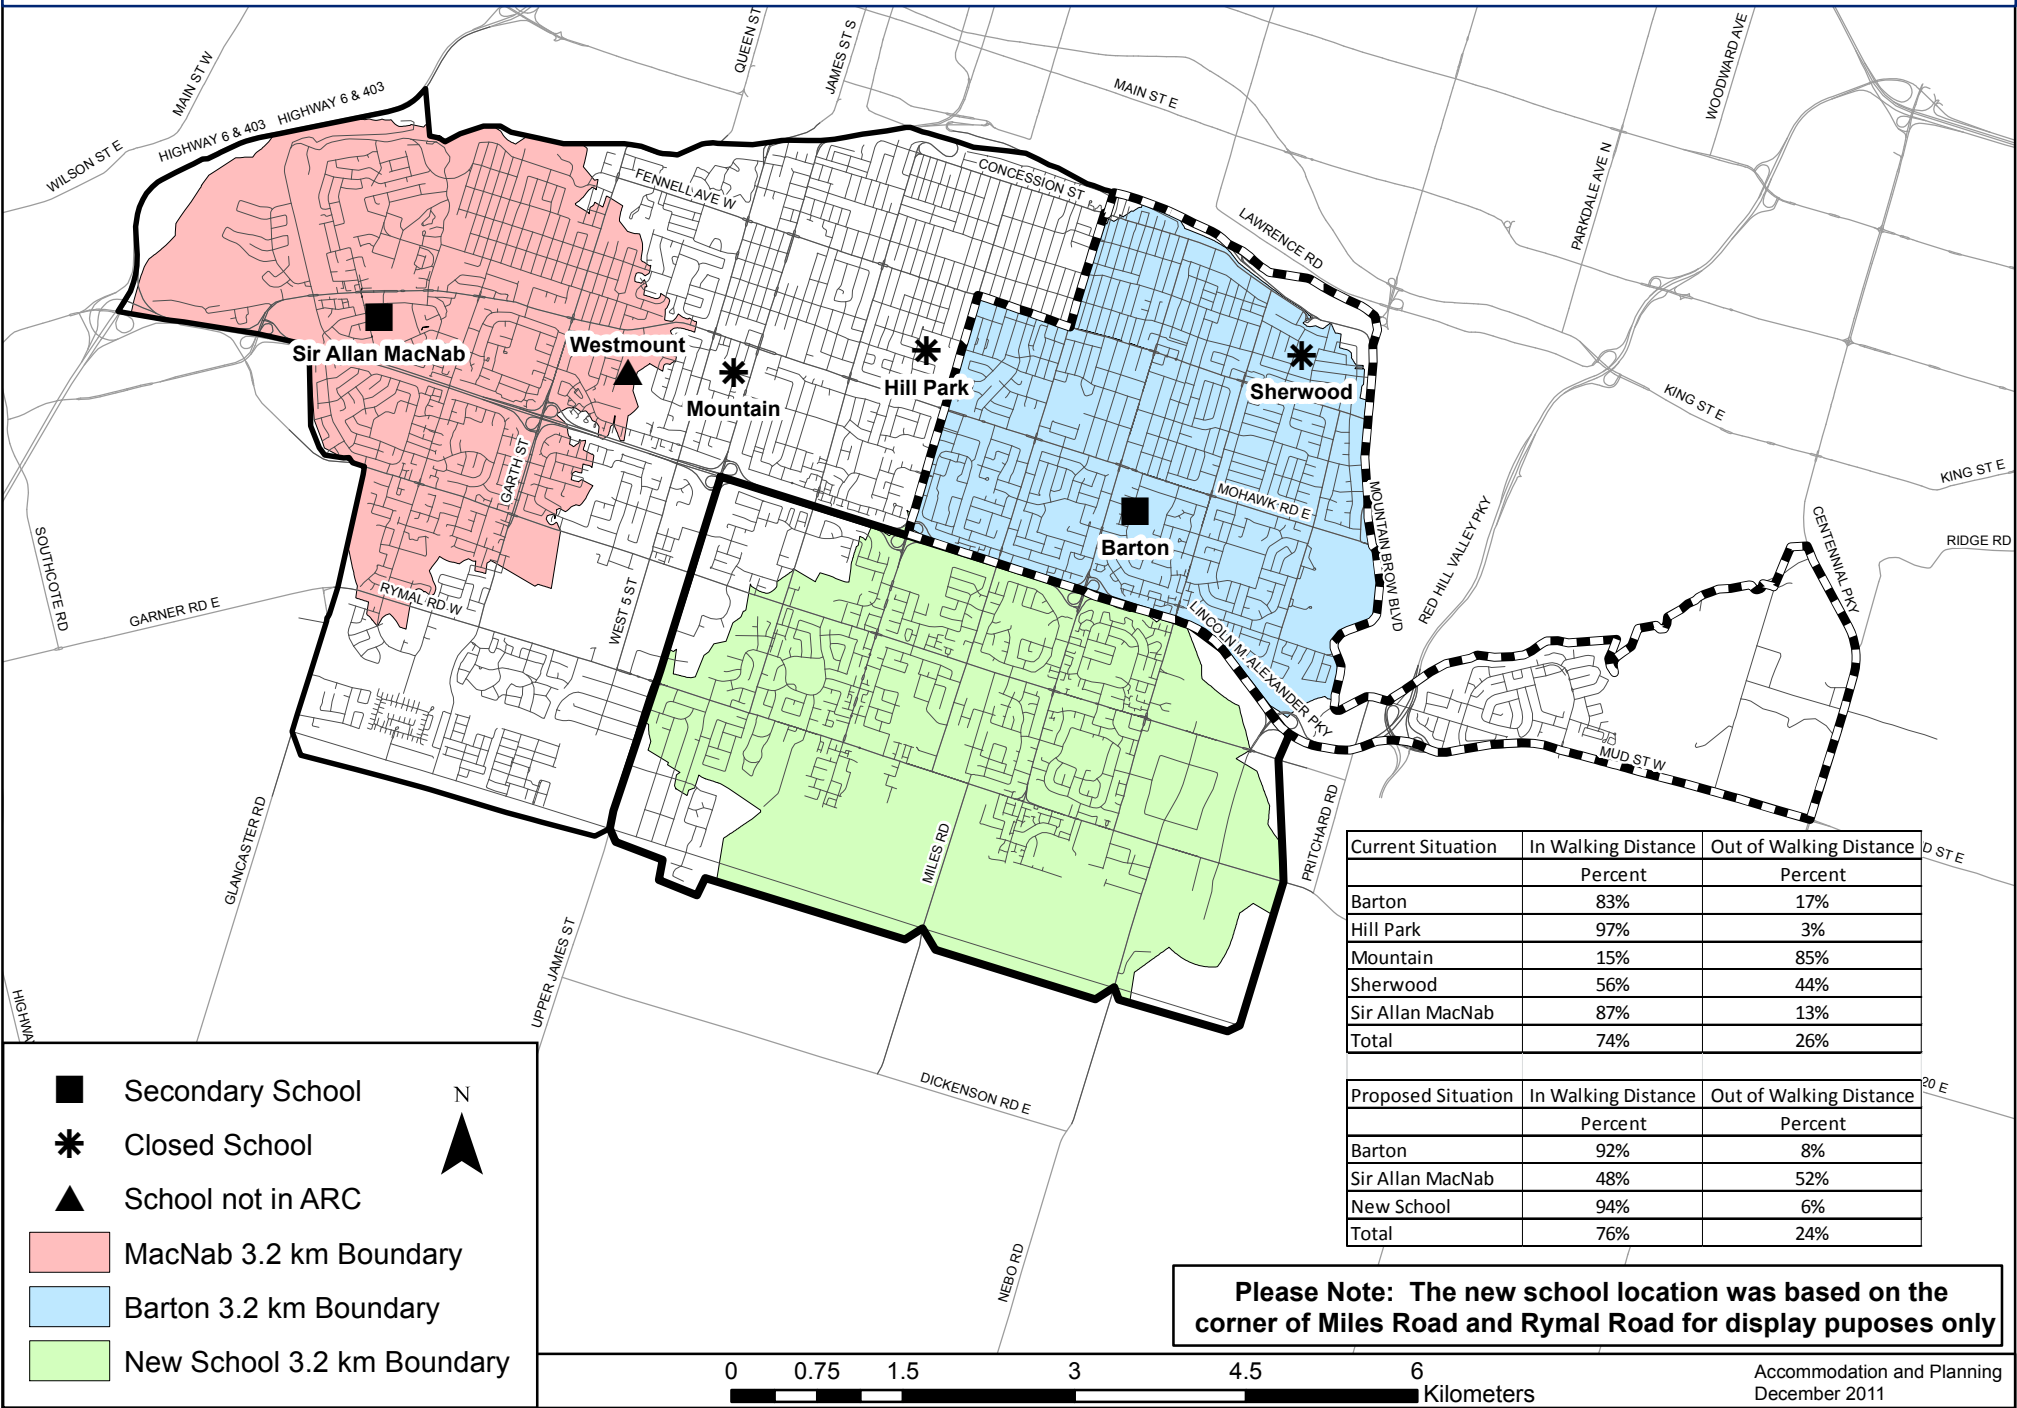 QUEEN ST
JAMES ST S
MAIN ST W
WOODWARD AVE
HIGHWAY 6 & 403
HIGHWAY 6 & 403
MAIN ST E
WILSON ST E
PARKDALE AVE N
CONCESSION ST
FENNELL AVE W
LAWRENCE RD
Westmount
Sir Allan MacNab
Hill Park
Sherwood
Mountain
KING ST E
GARTH ST
KING ST E
MOHAWK RD E
MOUNTAIN BROW BLVD
RED HILL VALLEY PKY
CENTENNIAL PKY
RIDGE RD
Barton
SOUTHCOTE RD
GARNER RD E
RYMAL RD W
WEST 5 ST
LINCOLN M. ALEXANDER PKY
MUD ST W
GLANCASTER RD
MILES RD
PRITCHARD RD
D ST E
UPPER JAMES ST
HIGHWA
DICKENSON RD E
20 E
NEBO RD
Current Situation In Walking Distance Out of Walking Distance
Percent Percent
Barton 83% 17%
Hill Park 97% 3%
Mountain 15% 85%
Sherwood 56% 44%
Sir Allan MacNab 87% 13%
Total 74% 26%
Proposed Situation In Walking Distance Out of Walking Distance
Percent Percent
Barton 92% 8%
Sir Allan MacNab 48% 52%
New School 94% 6%
Total 76% 24%
Secondary School
N
Closed School
School not in ARC
MacNab 3.2 km Boundary
Barton 3.2 km Boundary
New School 3.2 km Boundary
Please Note: The new school location was based on the
corner of Miles Road and Rymal Road for display puposes only
0 0.75 1.5 3 4.5 6
Kilometers
Accommodation and Planning
December 2011